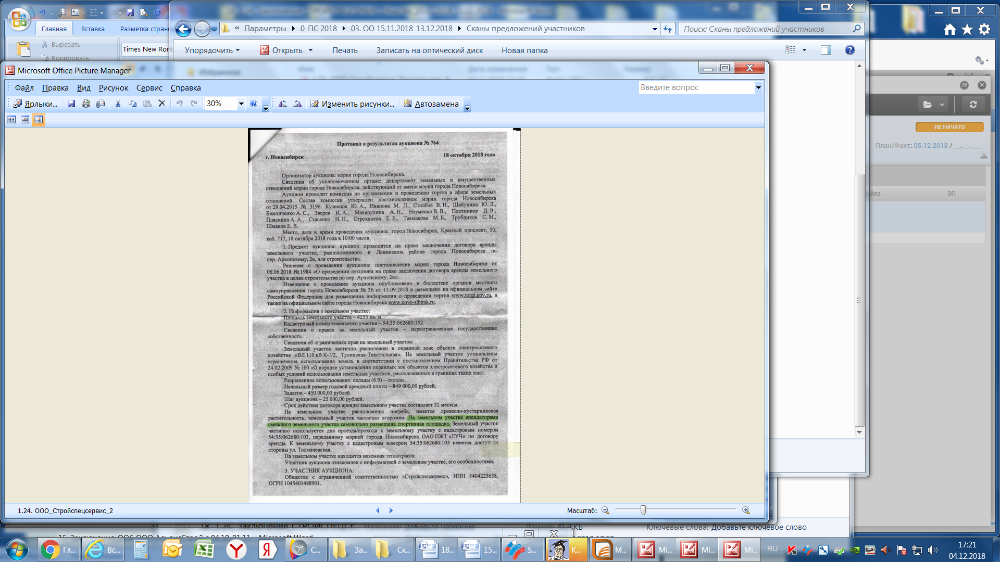 Главная
Вставка
Разметка стран
Вырезать
Копировать
Times New Ror
« Параметры
0_ПС 2018
03. ОО 15.11.2018_13.12.2018
Сканы предложений участников
Поиск: Сканы предложений участников
Упорядочить
Открыть
Печать
Записать на оптический диск
Новая папка
Избранное
Имя
Дата изменения
Тип
Размер
Microsoft Office Picture Manager
Файл
Правка
Вид
Рисунок
Сервис
Справка
Введите вопрос
Ярлыки...
30%
Изменить рисунки...
Автозамена
НЕ НАЧАТО
План/Факт: 05.12.2018 / __.__.____
йла
ЭП
Протокол о результатах аукциона № 764
г. Новосибирск
18 октября 2018 года
Организатор аукциона: мэрия города Новосибирска.
Сведения об уполномоченном органе: департамент земельных и имущественных
отношений мэрии города Новосибирска, действующий от имени мэрии города Новосибирска.
Аукцион проводит комиссия по организации и проведению торгов в сфере земельных
отношений. Состав комиссии утвержден постановлением мэрии города Новосибирска
от 29.04.2015 № 3196: Кузнецов Ю. А., Иванова М. Л., Столбов В. Н., Шабунина Ю. Л.,
Бжеличенко А. С., Зверев И. А., Макарухина А. Н., Науменко В. В., Плотников Д. В.,
Пляскина А. А., Стасенко Н. Н., Строканева Е. Е., Такмакова М. Б., Трубников С. М.,
Шмаков Е. В.
Место, дата и время проведения аукциона: город Новосибирск, Красный проспект, 50,
каб. 717, 18 октября 2018 года в 10:00 часов.
1. Предмет аукциона: аукцион проводится на право заключения договора аренды
земельного участка, расположенного в Ленинском районе города Новосибирска по
пер. Архонскому, 2в, для строительства.
Решение о проведении аукциона: постановление мэрии города Новосибирска от
06.06.2018 № 1984 «О проведении аукциона на право заключения договора аренды земельного
участка в целях строительства по пер. Архонскому, 2в».
Извещение о проведении аукциона опубликовано в бюллетене органов местного
самоуправления города Новосибирска № 36 от 13.09.2018 и размещено на официальном сайте
Российской Федерации для размещения информации о проведении торгов www.torgi.gov.ru, а
также на официальном сайте города Новосибирска www.novo-sibirsk.ru.
2. Информация о земельном участке:
Площадь земельного участка – 4253 кв. м
Кадастровый номер земельного участка – 54:35:062680:152.
Сведения о правах на земельный участок – неразграниченная государственная
собственность.
Сведения об ограничениях прав на земельный участок:
Земельный участок частично расположен в охранной зоне объекта электросетевого
хозяйства «ВЛ 110 кВ К-1/2, Тулинская-Текстильная». На земельный участок установлены
ограничения использования земель в соответствии с постановлением Правительства РФ от
24.02.2009 № 160 «О порядке установления охранных зон объектов электросетевого хозяйства и
особых условий использования земельных участков, расположенных в границах таких зон».
Разрешенное использование: склады (6.9) – склады.
Начальный размер годовой арендной платы – 849 000,00 рублей.
Задаток – 450 000,00 рублей.
Шаг аукциона – 25 000,00 рублей.
Срок действия договора аренды земельного участка составляет 32 месяца.
На земельном участке расположены погреба, имеется древесно-кустарниковая
растительность, земельный участок частично огорожен. На земельном участке арендаторами
смежного земельного участка самовольно размещена спортивная площадка. Земельный участок
частично используется для проезда/прохода к земельному участку с кадастровым номером
54:35:062680:103, переданному мэрией города Новосибирска ОАО ПЖТ «ЛУЧ» по договору
аренды. К земельному участку с кадастровым номером 54:35:062680:103 имеется доступ со
стороны ул. Толмачевская.
На земельном участке находится наземная теплотрасса.
Участник аукциона ознакомлен с информацией о земельном участке, его особенностями.
3. УЧАСТНИК АУКЦИОНА:
Общество с ограниченной ответственностью «Стройспецсервис», ИНН 5404225658,
ОГРН 1045401488901.
1.24. ООО_Стройспецсервис_2
Масштаб:
Ключевые слова: Добавьте ключевое слово
Гл...
Вс...
С...
За...
Ск...
18...
15...
S...
К...
M...
Mi...
Mi...
Mi...
RU
17:21
04.12.2018